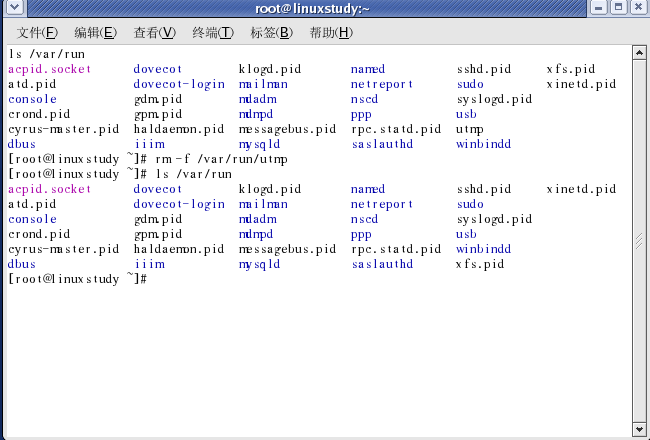 root@linuxstudy:~
文件(F) 编辑(E) 查看(V) 终端(T) 标签(B) 帮助(H)
ls /var/run
acpid.socket dovecot klogd.pid named sshd.pid xfs.pid
atd.pid dovecot-login mailman netreport sudo xinetd.pid
console gdm.pid mdadm nscd syslogd.pid
crond.pid gpm.pid mdmpd ppp usb
cyrus-master.pid haldaemon.pid messagebus.pid rpc.statd.pid utmp
dbus iiim mysqld saslauthd winbindd
[root@linuxstudy ~]# rm -f /var/run/utmp
[root@linuxstudy ~]# ls /var/run
acpid.socket dovecot klogd.pid named sshd.pid xinetd.pid
atd.pid dovecot-login mailman netreport sudo
console gdm.pid mdadm nscd syslogd.pid
crond.pid gpm.pid mdmpd ppp usb
cyrus-master.pid haldaemon.pid messagebus.pid rpc.statd.pid winbindd
dbus iiim mysqld saslauthd xfs.pid
[root@linuxstudy ~]#